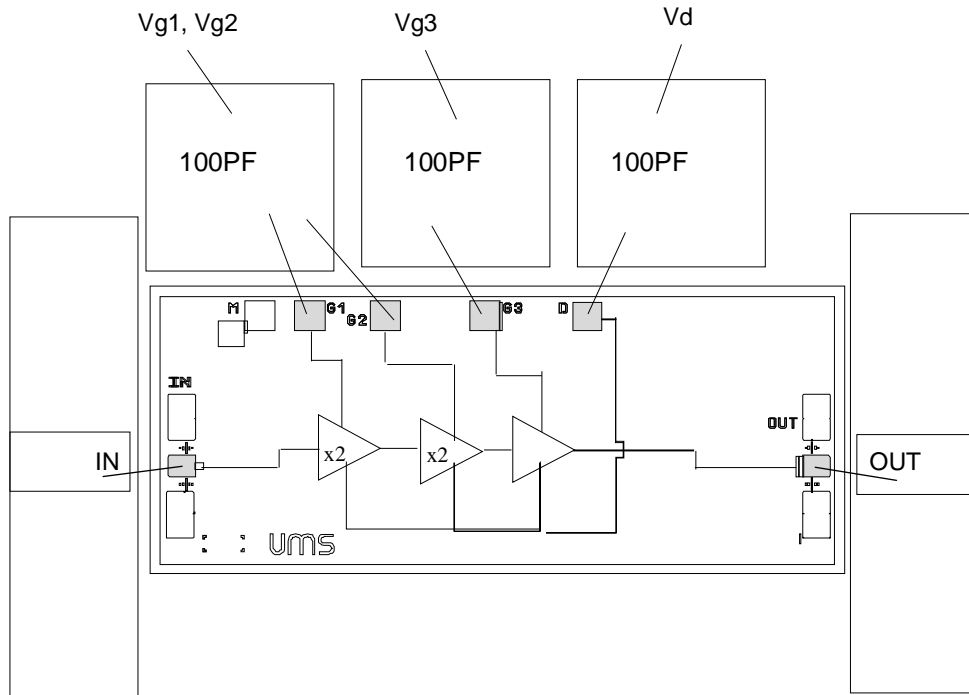 Vg1, Vg2
Vg3
Vd
100PF
100PF
100PF
M
G1
G2
G3
D
IN
OUT
IN
x2
x2
OUT
UMS